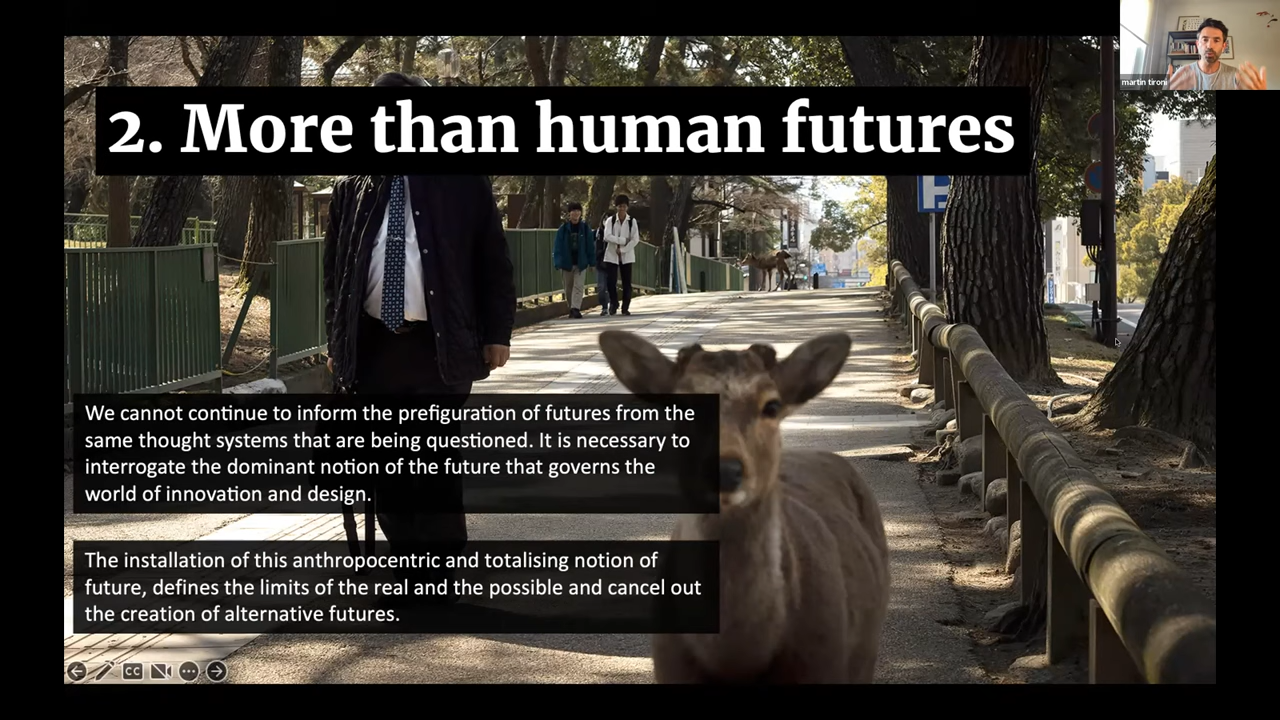 martin tironi
2. More than human futures
We cannot continue to inform the prefiguration of futures from the
same thought systems that are being questioned. It is necessary to
interrogate the dominant notion of the future that governs the
world of innovation and design.
The installation of this anthropocentric and totalising notion of
future, defines the limits of the real and the possible and cancel out
the creation of alternative futures.
CC